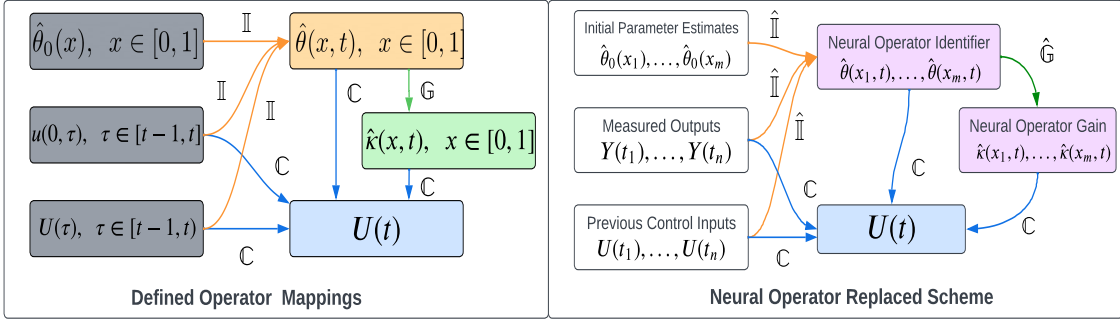 θ̂₀(x), x ∈ [0,1]
𝕀
θ̂(x,t), x ∈ [0,1]
𝕀
𝕀
ℂ
𝔾
u(0,τ), τ ∈ [t−1,t]
κ̂(x,t), x ∈ [0,1]
ℂ
ℂ
U(τ), τ ∈ [t−1,t)
U(t)
ℂ
Defined Operator Mappings
Initial Parameter Estimates
θ̂₀(x₁),…,θ̂₀(xₘ)
𝕀̂
Neural Operator Identifier
θ̂(x₁,t),…,θ̂(xₘ,t)
𝔾̂
𝕀̂
𝕀̂
Measured Outputs
Y(t₁),…,Y(tₙ)
Neural Operator Gain
κ̂(x₁,t),…,κ̂(xₘ,t)
ℂ
ℂ
Previous Control Inputs
U(t₁),…,U(tₙ)
U(t)
ℂ
ℂ
Neural Operator Replaced Scheme